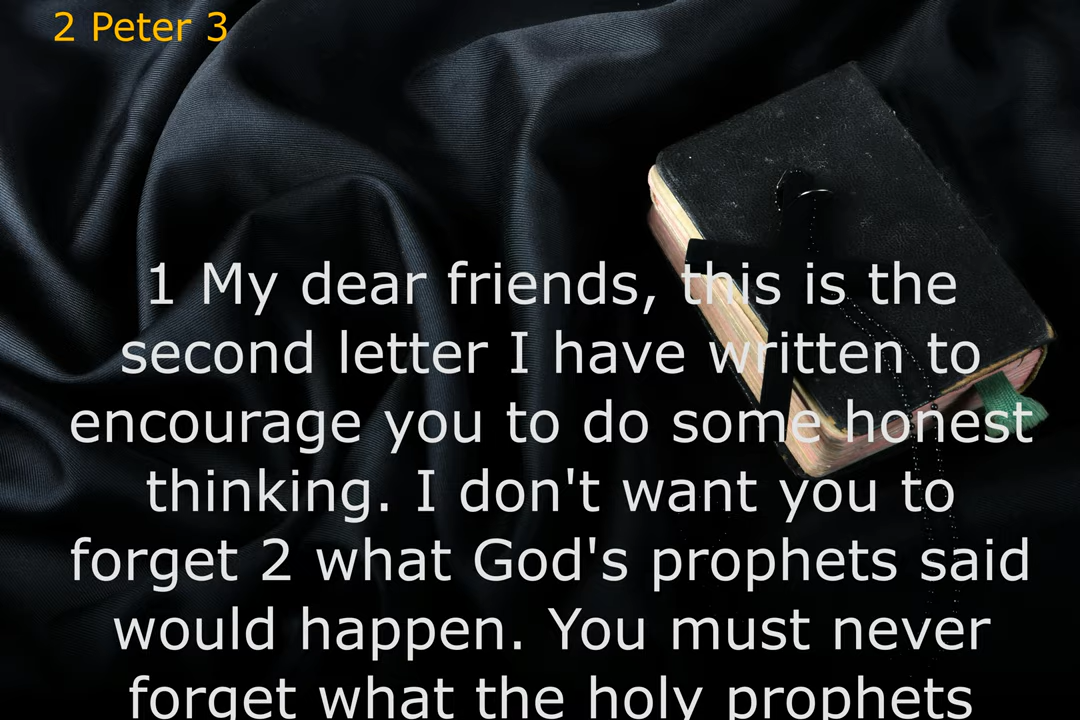 2 Peter 3
1 My dear friends, this is the
second letter I have written to
encourage you to do some honest
thinking. I don't want you to
forget 2 what God's prophets said
would happen. You must never
forget what the holy prophets